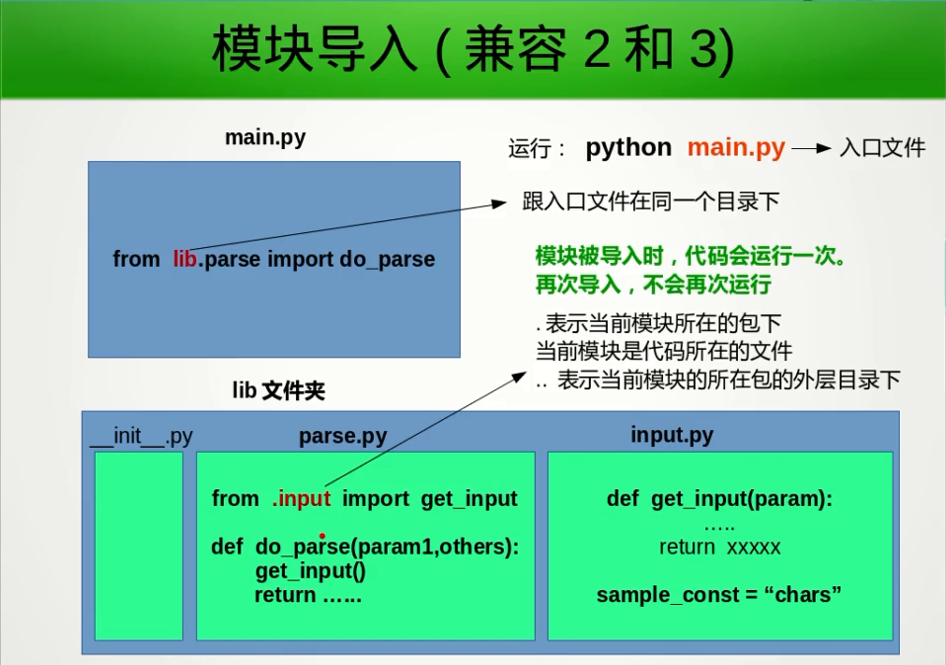 模块导入 ( 兼容 2 和 3)
main.py
运行： python main.py
入口文件
跟入口文件在同一个目录下
from lib.parse import do_parse
模块被导入时，代码会运行一次。
再次导入，不会再次运行
. 表示当前模块所在的包下
当前模块是代码所在的文件
.. 表示当前模块的所在包的外层目录下
lib 文件夹
__init__.py
parse.py
from .input import get_input
def do_parse(param1,others):
get_input()
return ......
input.py
def get_input(param):
.....
return xxxxx
sample_const = “chars”